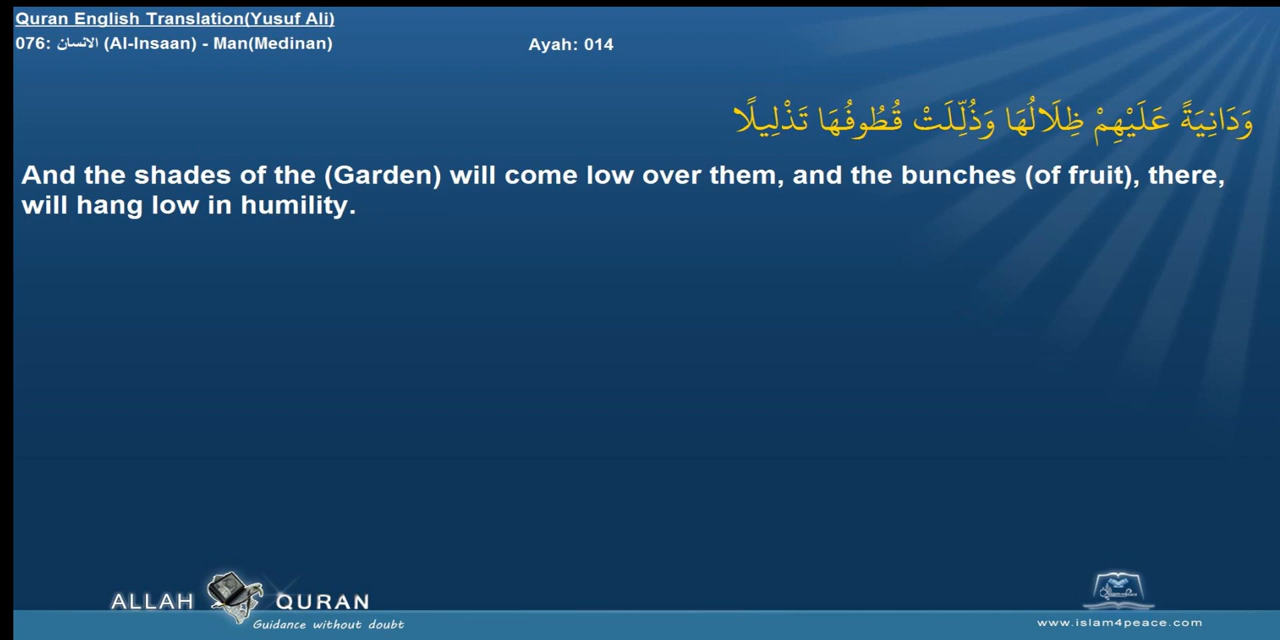 Quran English Translation(Yusuf Ali)
076: الانسان (Al-Insaan) - Man(Medinan)
Ayah: 014
وَدَانِيَةً عَلَيْهِمْ ظِلَالُهَا وَذُلِّلَتْ قُطُوفُهَا تَذْلِيلًا
And the shades of the (Garden) will come low over them, and the bunches (of fruit), there,
will hang low in humility.
ALLAH QURAN
Guidance without doubt
www.islam4peace.com